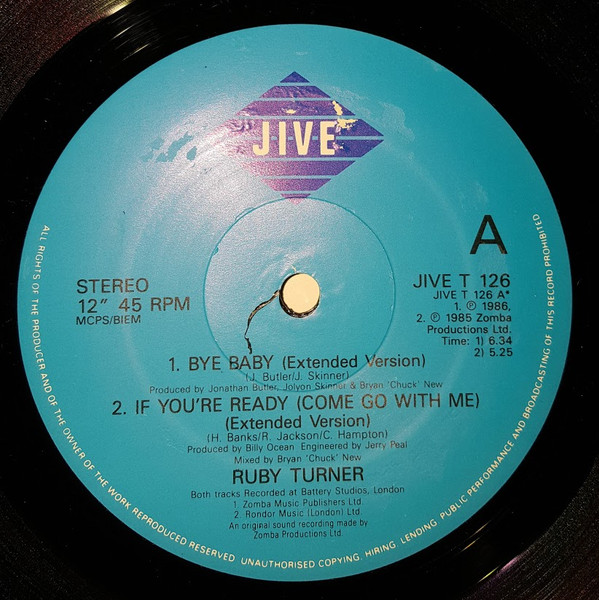 JIVE
A
STEREO
12" 45 RPM
MCPS/BIEM
JIVE T 126
JIVE T 126 A*
1. ℗ 1986,
2. ℗ 1985 Zomba
Productions Ltd.
Time: 1) 6.34
2) 5.25
1. BYE BABY (Extended Version)
(J. Butler/J. Skinner)
Produced by Jonathan Butler, Jolyon Skinner & Bryan 'Chuck' New
2. IF YOU'RE READY (COME GO WITH ME)
(Extended Version)
(H. Banks/R. Jackson/C. Hampton)
Produced by Billy Ocean Engineered by Jerry Peal
Mixed by Bryan 'Chuck' New
RUBY TURNER
Both tracks Recorded at Battery Studios, London
1. Zomba Music Publishers Ltd.
2. Rondor Music (London) Ltd.
An original sound recording made by
Zomba Productions Ltd.
ALL RIGHTS OF THE PRODUCER AND OF THE OWNER OF THE WORK REPRODUCED RESERVED UNAUTHORISED COPYING, HIRING, LENDING, PUBLIC PERFORMANCE AND BROADCASTING OF THIS RECORD PROHIBITED